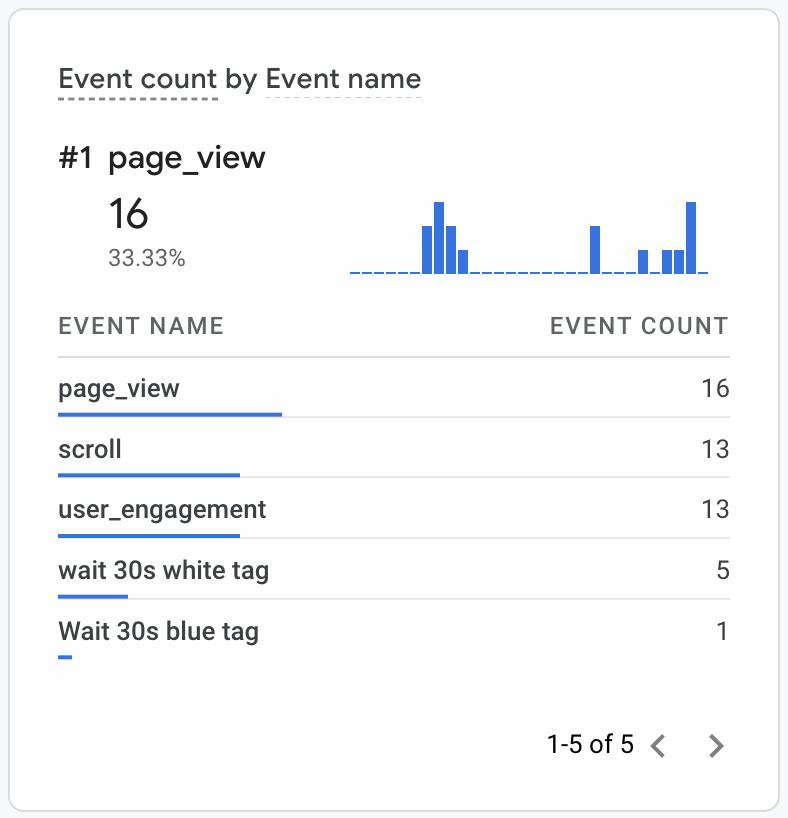 Event count by Event name
#1 page_view
16
33.33%
EVENT NAME EVENT COUNT
page_view 16
scroll 13
user_engagement 13
wait 30s white tag 5
Wait 30s blue tag 1
1-5 of 5